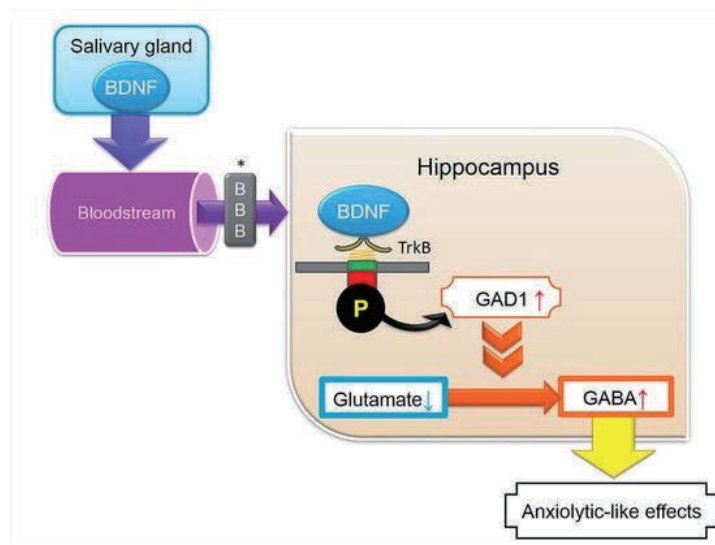 Salivary gland
BDNF
Bloodstream
*
B
B
B
Hippocampus
BDNF
TrkB
P
GAD1 ↑
Glutamate↓
GABA↑
Anxiolytic-like effects